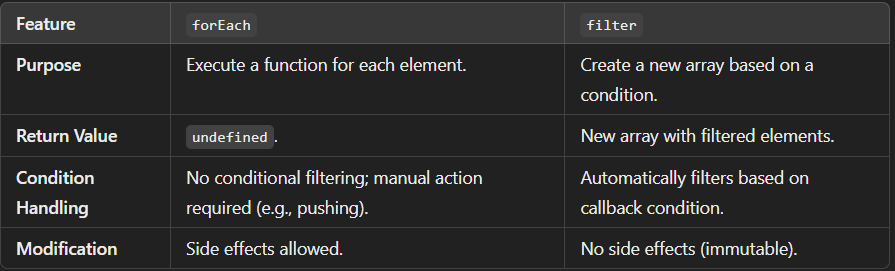 Feature forEach filter
Purpose Execute a function for each element. Create a new array based on a
condition.
Return Value undefined. New array with filtered elements.
Condition No conditional filtering; manual action Automatically filters based on
Handling required (e.g., pushing). callback condition.
Modification Side effects allowed. No side effects (immutable).